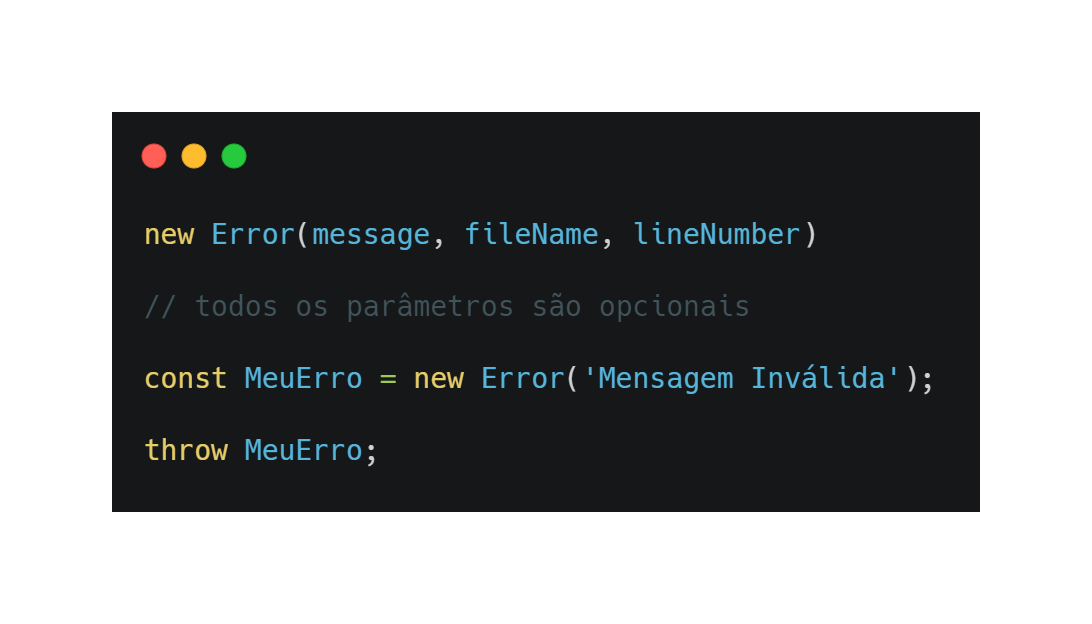 new Error(message, fileName, lineNumber)
// todos os parâmetros são opcionais
const MeuErro = new Error('Mensagem Inválida');
throw MeuErro;